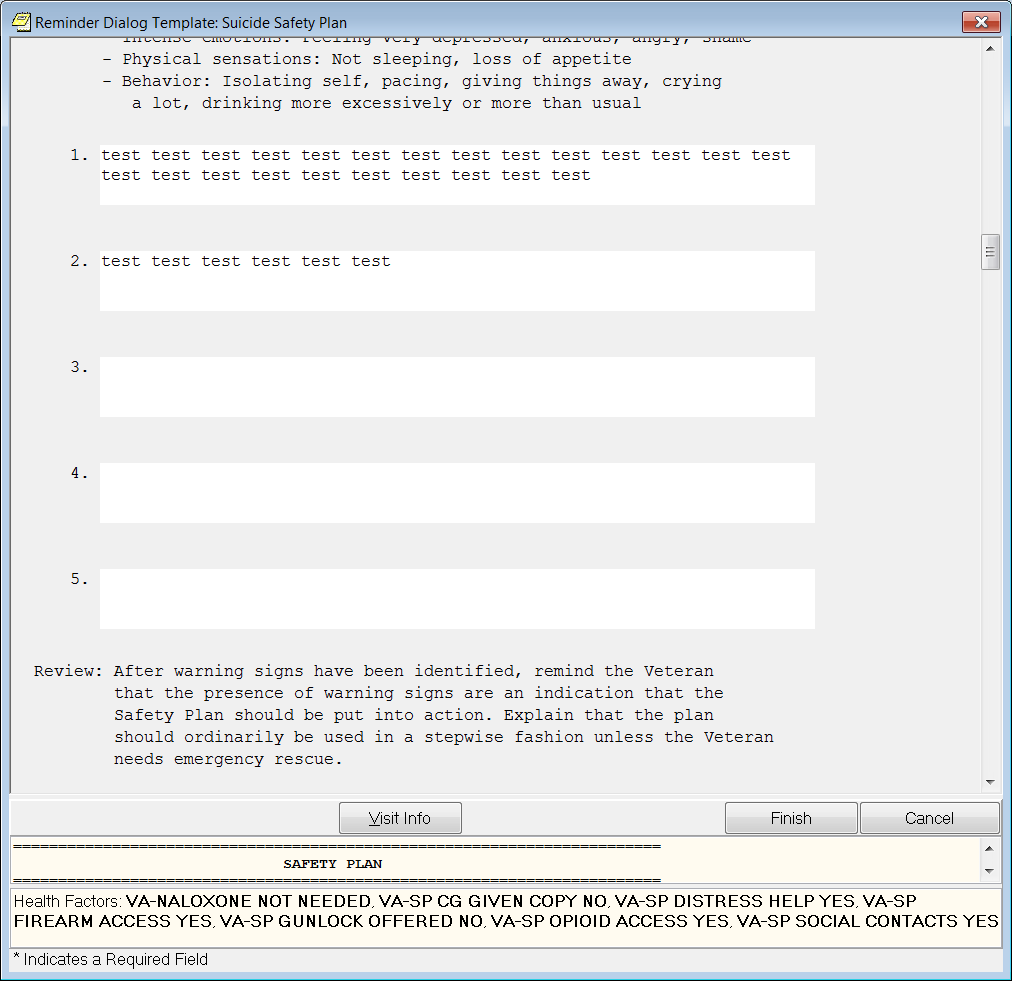 Reminder Dialog Template: Suicide Safety Plan
- Intense emotions: Feeling very depressed, anxious, angry, shame
- Physical sensations: Not sleeping, loss of appetite
- Behavior: Isolating self, pacing, giving things away, crying
a lot, drinking more excessively or more than usual
1. test test test test test test test test test test test test test test
test test test test test test test test test test
2. test test test test test test
3.
4.
5.
Review: After warning signs have been identified, remind the Veteran
that the presence of warning signs are an indication that the
Safety Plan should be put into action. Explain that the plan
should ordinarily be used in a stepwise fashion unless the Veteran
needs emergency rescue.
Visit Info Finish Cancel
SAFETY PLAN
Health Factors: VA-NALOXONE NOT NEEDED, VA-SP CG GIVEN COPY NO, VA-SP DISTRESS HELP YES, VA-SP
FIREARM ACCESS YES, VA-SP GUNLOCK OFFERED NO, VA-SP OPIOID ACCESS YES, VA-SP SOCIAL CONTACTS YES
* Indicates a Required Field